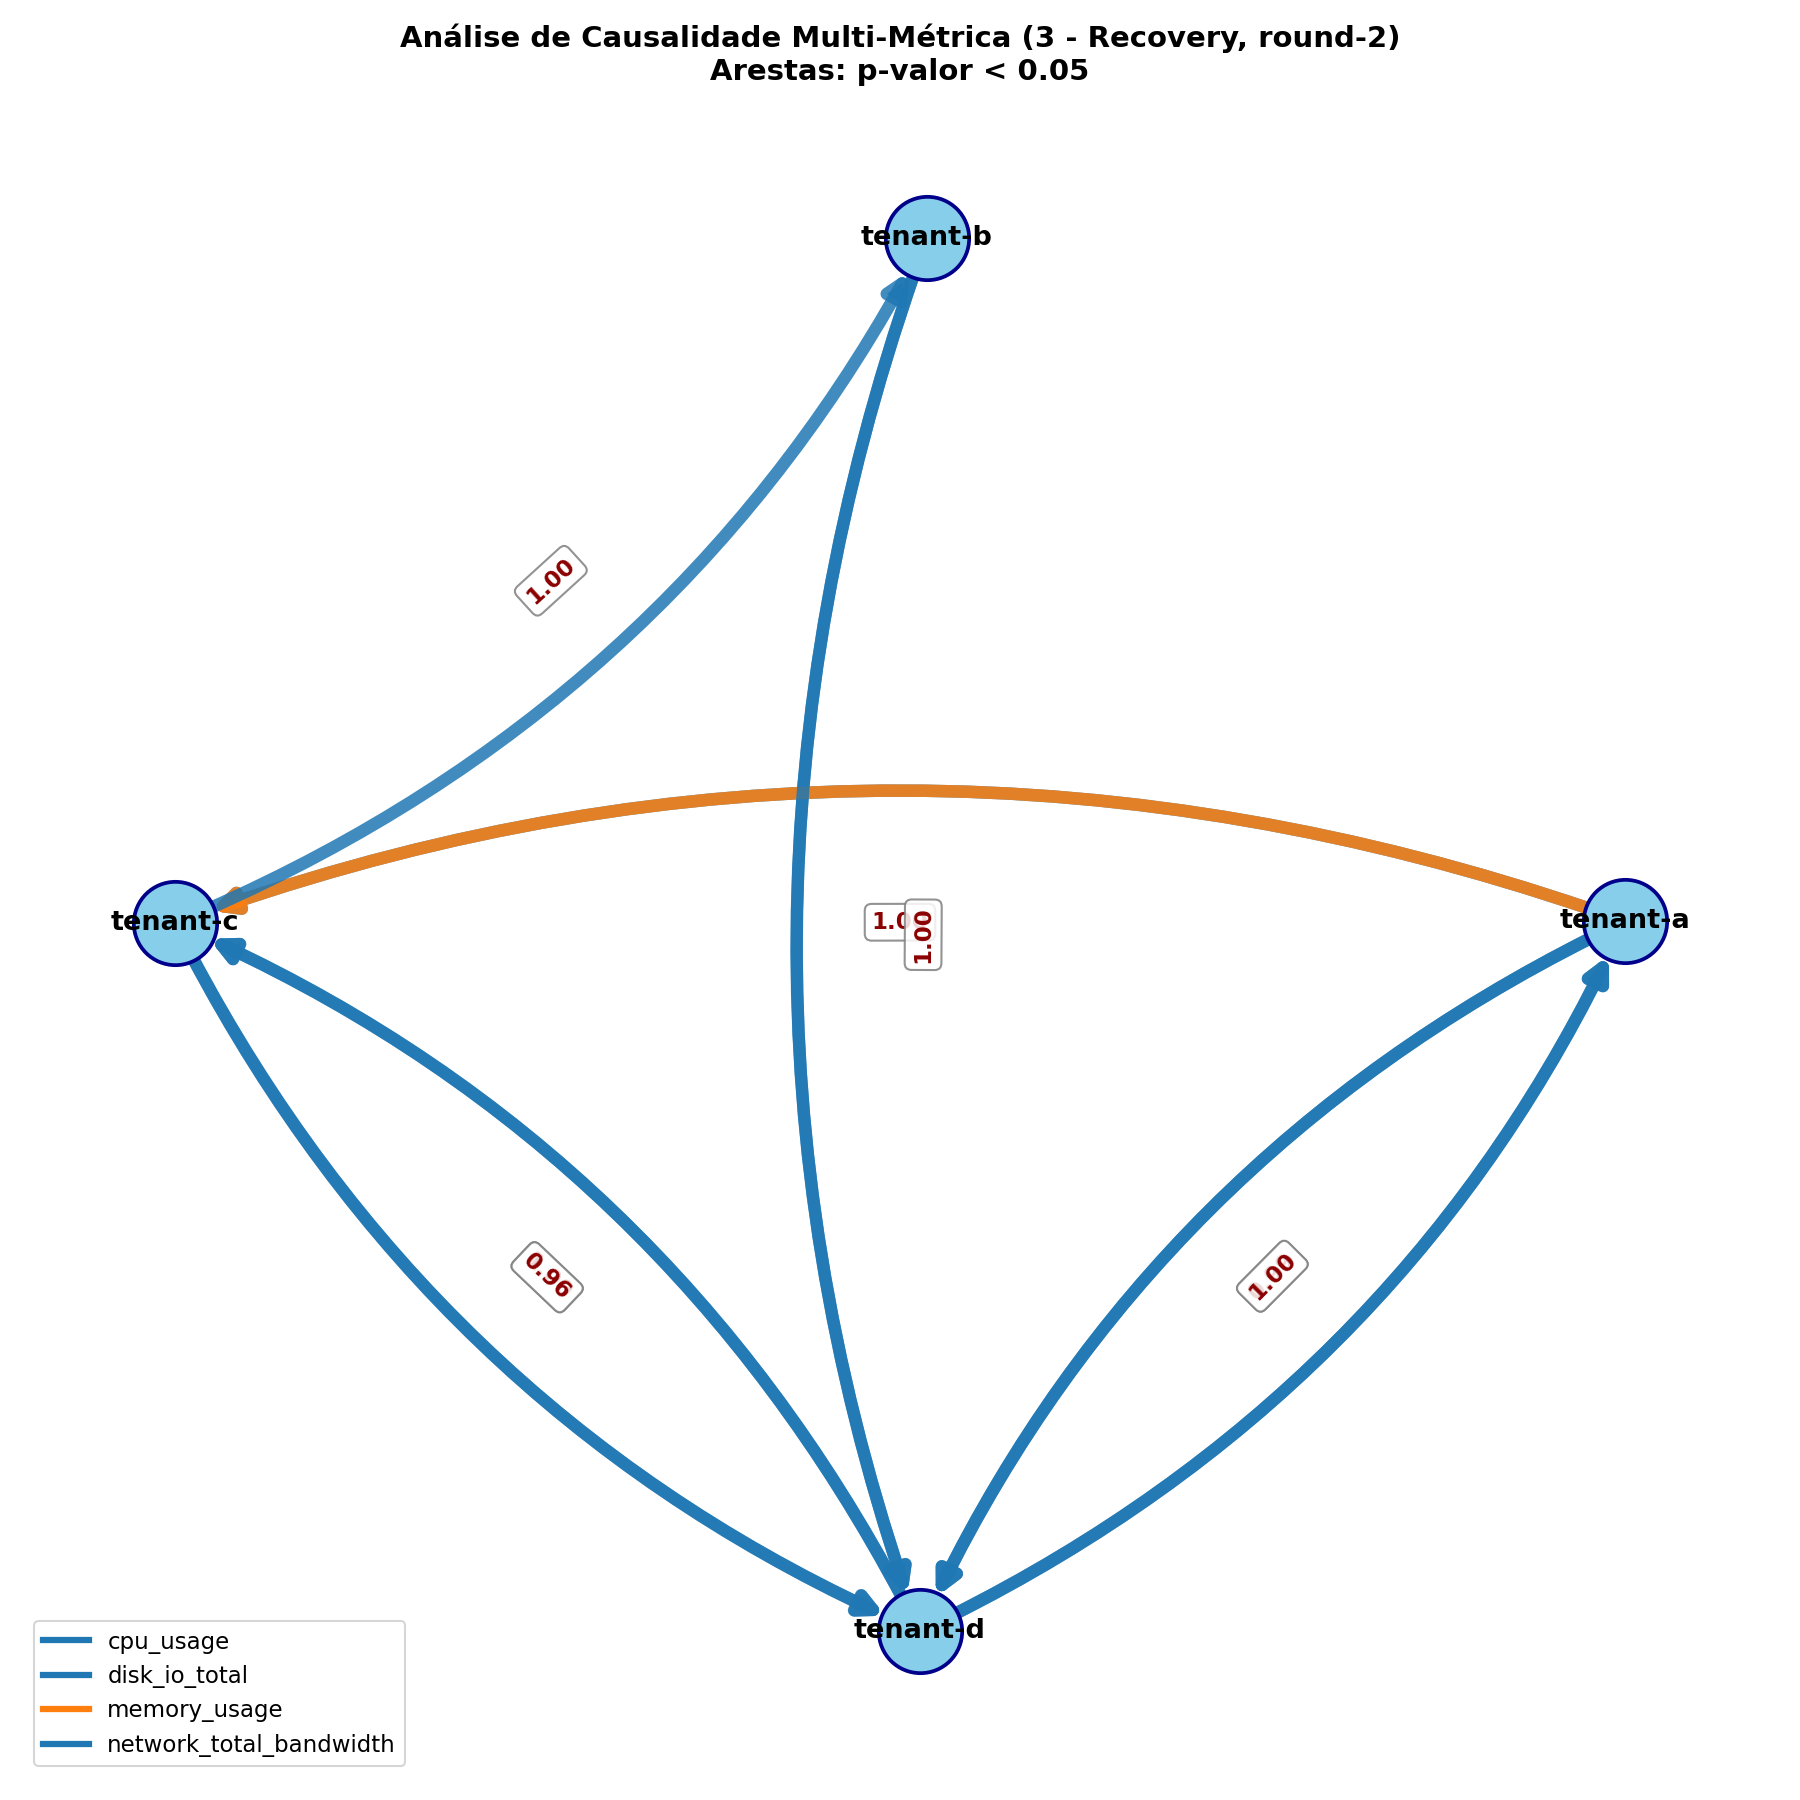 Análise de Causalidade Multi-Métrica (3 - Recovery, round-2)
Arestas: p-valor < 0.05
tenant-b
1.00
tenant-c
1.0
1.00
tenant-a
0.96
1.00
tenant-d
cpu_usage
disk_io_total
memory_usage
network_total_bandwidth